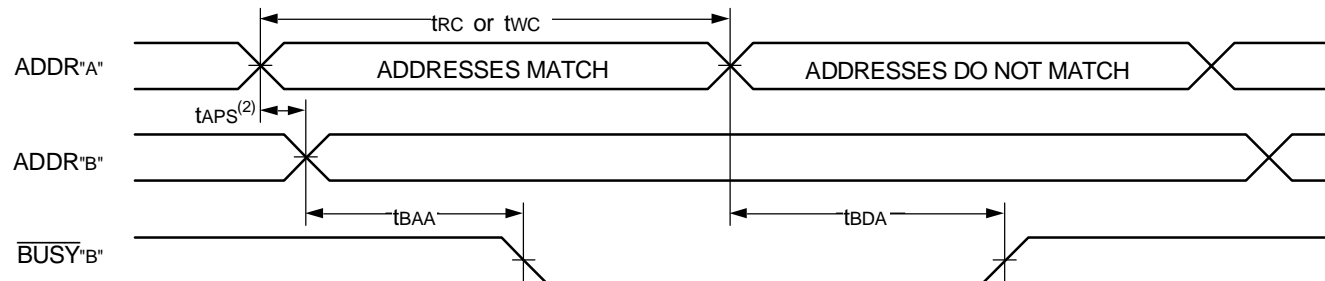 tRC or tWC
ADDR"A"
ADDRESSES MATCH
ADDRESSES DO NOT MATCH
tAPS(2)
ADDR"B"
tBAA
tBDA
BUSY"B"